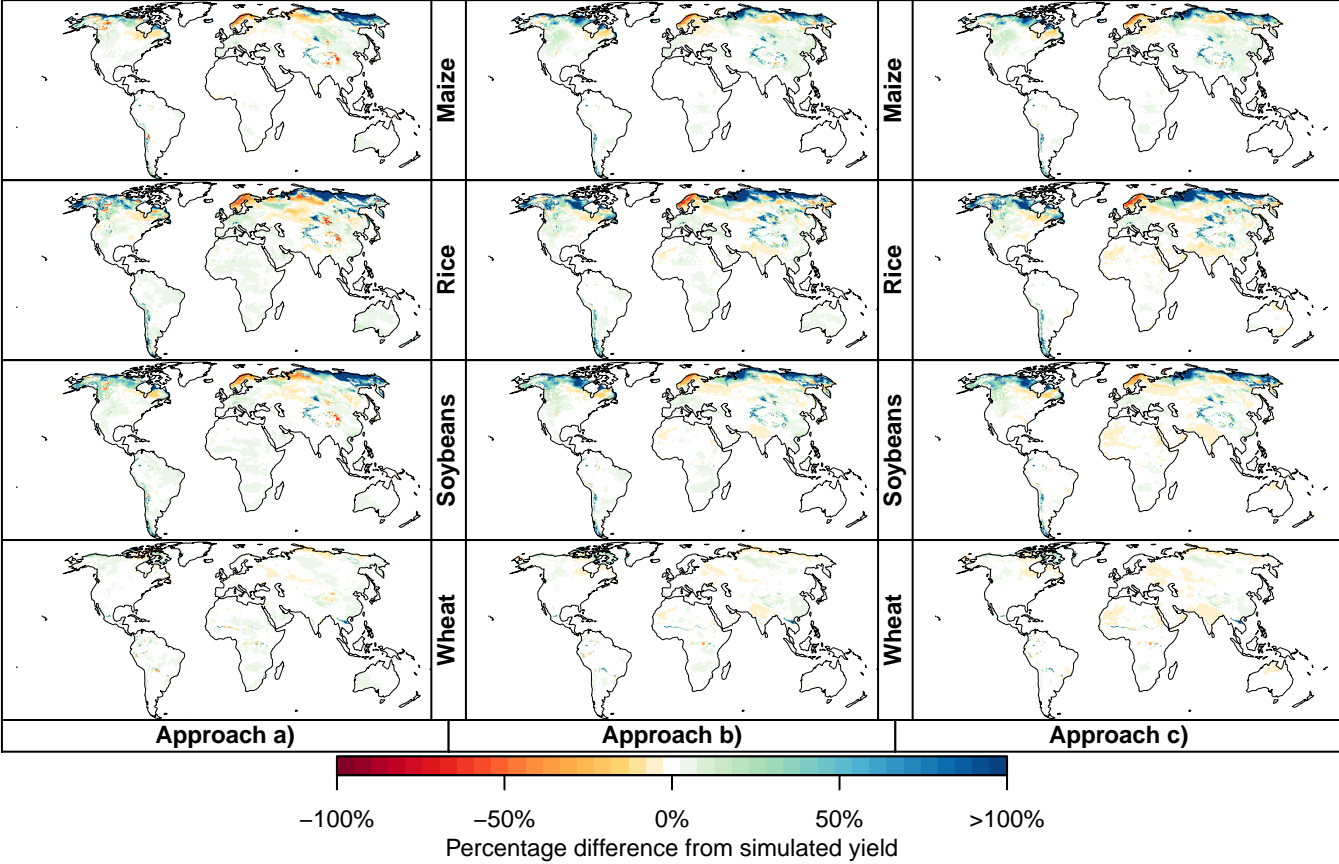 Maize
Maize
Rice
Rice
Soybeans
Soybeans
Wheat
Wheat
Approach a)
Approach b)
Approach c)
−100%
−50%
0%
50%
>100%
Percentage difference from simulated yield